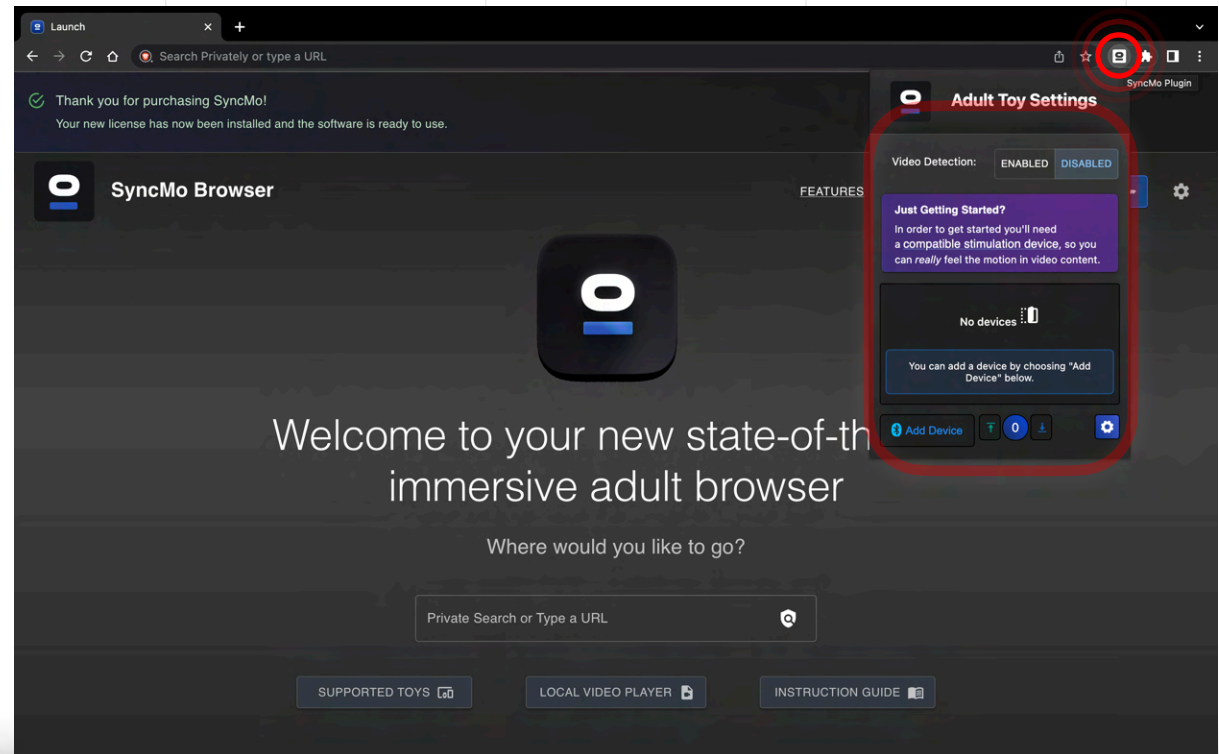 Launch
Search Privately or type a URL
SyncMo Plugin
Thank you for purchasing SyncMo!
Your new license has now been installed and the software is ready to use.
Adult Toy Settings
Video Detection:
ENABLED
DISABLED
SyncMo Browser
FEATURES
Just Getting Started?
In order to get started you'll need
a compatible stimulation device, so you
can really feel the motion in video content.
No devices
You can add a device by choosing "Add
Device" below.
Add Device
0
Welcome to your new state-of-th
immersive adult browser
Where would you like to go?
Private Search or Type a URL
SUPPORTED TOYS
LOCAL VIDEO PLAYER
INSTRUCTION GUIDE